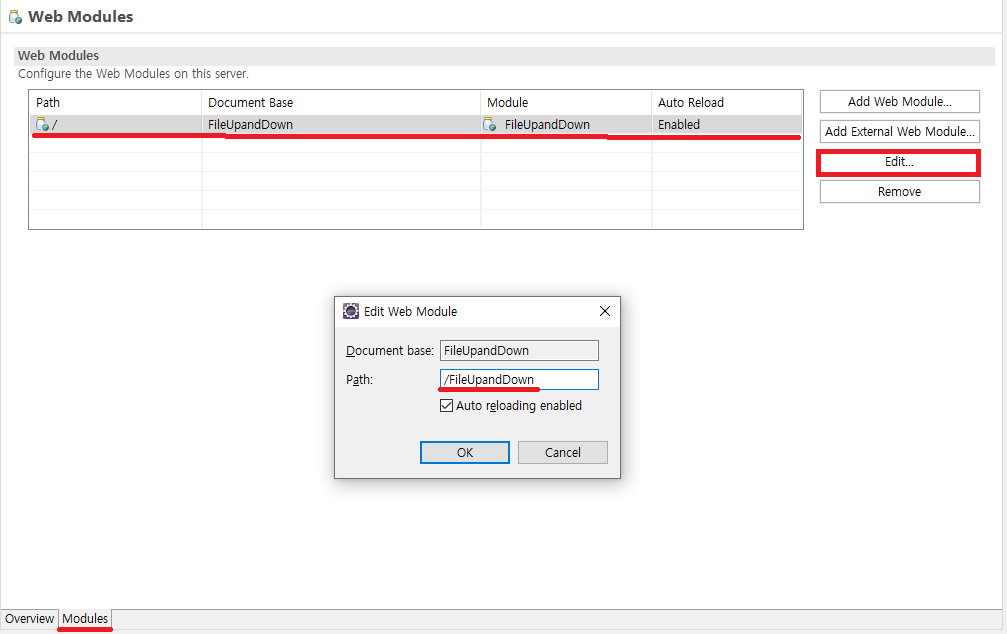 Web Modules
Web Modules
Configure the Web Modules on this server.
Path Document Base Module Auto Reload
/ FileUpandDown FileUpandDown Enabled
Add Web Module...
Add External Web Module...
Edit...
Remove
Edit Web Module
Document base: FileUpandDown
Path: /FileUpandDown
Auto reloading enabled
OK Cancel
Overview Modules